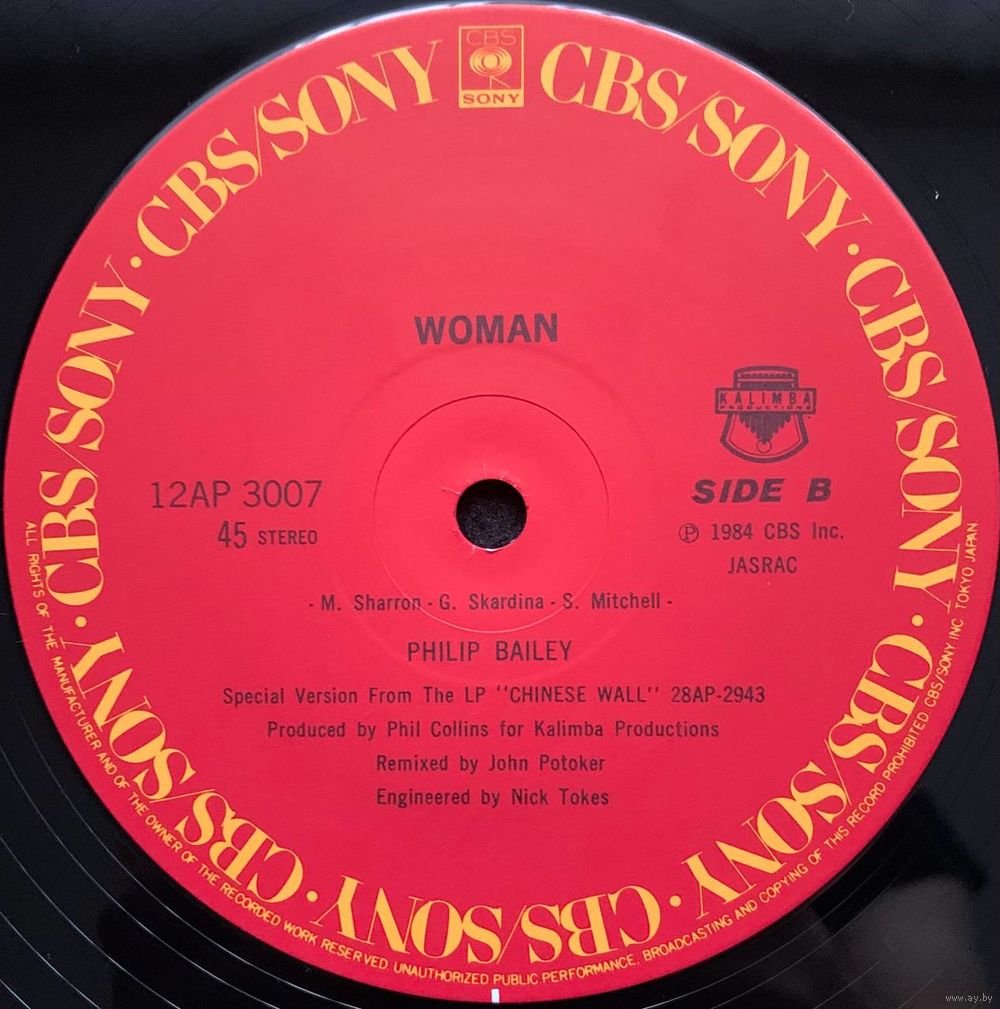 CBS
SONY
CBS/SONY · CBS/SONY · CBS/SONY · CBS/SONY · CBS/SONY · CBS/SONY · CBS/SONY · CBS/SONY
WOMAN
KALIMBA
PRODUCTIONS
12AP 3007
SIDE B
45 STEREO
Ⓟ 1984 CBS Inc.
JASRAC
- M. Sharron - G. Skardina - S. Mitchell -
PHILIP BAILEY
Special Version From The LP "CHINESE WALL" 28AP-2943
Produced by Phil Collins for Kalimba Productions
Remixed by John Potoker
Engineered by Nick Tokes
ALL RIGHTS OF THE MANUFACTURER AND OF THE OWNER OF THE RECORDED WORK RESERVED. UNAUTHORIZED PUBLIC PERFORMANCE, BROADCASTING AND COPYING OF THIS RECORD PROHIBITED CBS/SONY INC TOKYO JAPAN
www.ay.by